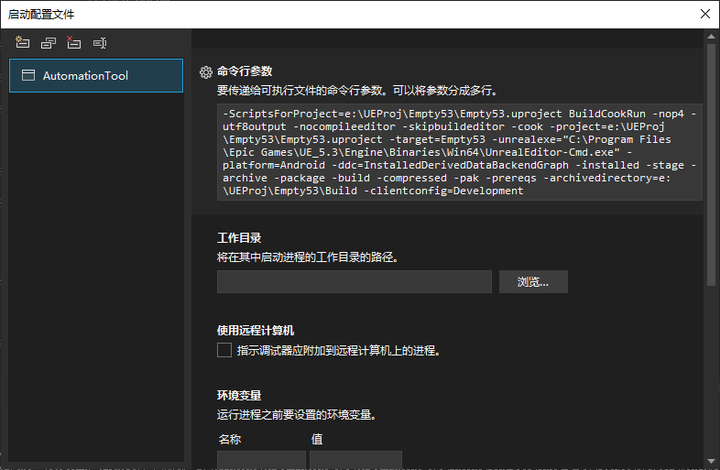 启动配置文件
AutomationTool
命令行参数
要传递给可执行文件的命令行参数。可以将参数分成多行。
-ScriptsForProject=e:\UEProj\Empty53\Empty53.uproject BuildCookRun -nop4 -
utf8output -nocompileeditor -skipbuildeditor -cook -project=e:\UEProj
\Empty53\Empty53.uproject -target=Empty53 -unrealexe="C:\Program Files
\Epic Games\UE_5.3\Engine\Binaries\Win64\UnrealEditor-Cmd.exe" -
platform=Android -ddc=InstalledDerivedDataBackendGraph -installed -stage -
archive -package -build -compressed -pak -prereqs -archivedirectory=e:
\UEProj\Empty53\Build -clientconfig=Development
工作目录
将在其中启动进程的工作目录的路径。
浏览...
使用远程计算机
指示调试器应附加到远程计算机上的进程。
环境变量
运行进程之前要设置的环境变量。
名称 值